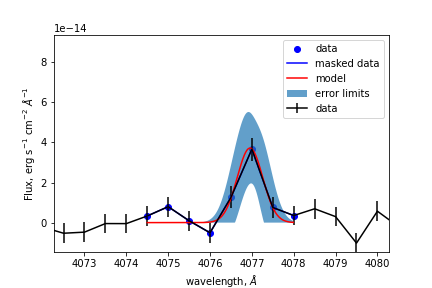 1e−14
8
6
4
2
0
Flux, erg s⁻¹ cm⁻² Å⁻¹
data
masked data
model
error limits
data
4073 4074 4075 4076 4077 4078 4079 4080
wavelength, Å